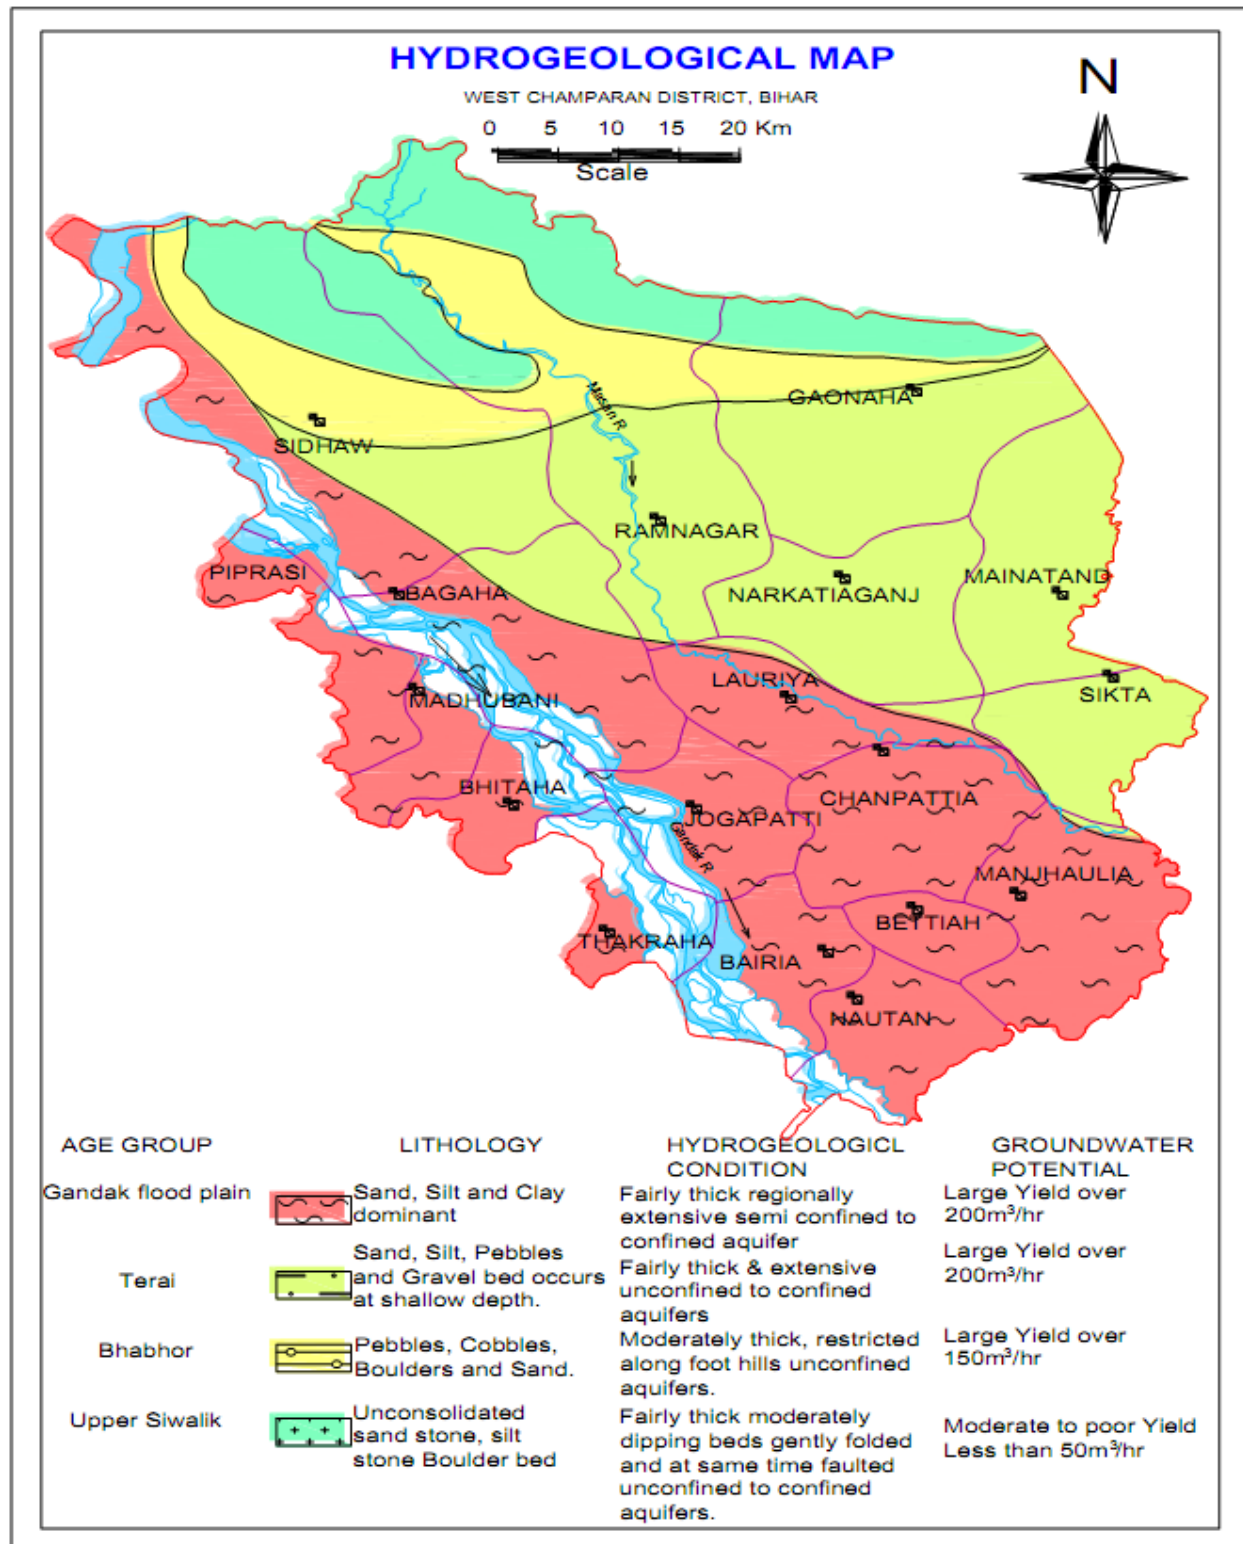 HYDROGEOLOGICAL MAP
WEST CHAMPARAN DISTRICT, BIHAR
N
0 5 10 15 20 Km
Scale
Masan R
GAONAHA
SIDHAW
RAMNAGAR
PIPRASI
BAGAHA
NARKATIAGANJ
MAINATAND
LAURIYA
SIKTA
MADHUBANI
BHITAHA
CHANPATTIA
JOGAPATTI
Gandak R
MANJHAULIA
BETTIAH
THAKRAHA
BAIRIA
NAUTAN
AGE GROUP
LITHOLOGY
HYDROGEOLOGICL
CONDITION
GROUNDWATER
POTENTIAL
Gandak flood plain
Sand, Silt and Clay
dominant
Fairly thick regionally
extensive semi confined to
confined aquifer
Large Yield over
200m³/hr
Terai
Sand, Silt, Pebbles
and Gravel bed occurs
at shallow depth.
Fairly thick & extensive
unconfined to confined
aquifers
Large Yield over
200m³/hr
Bhabhor
Pebbles, Cobbles,
Boulders and Sand.
Moderately thick, restricted
along foot hills unconfined
aquifers.
Large Yield over
150m³/hr
Upper Siwalik
Unconsolidated
sand stone, silt
stone Boulder bed
Fairly thick moderately
dipping beds gently folded
and at same time faulted
unconfined to confined
aquifers.
Moderate to poor Yield
Less than 50m³/hr